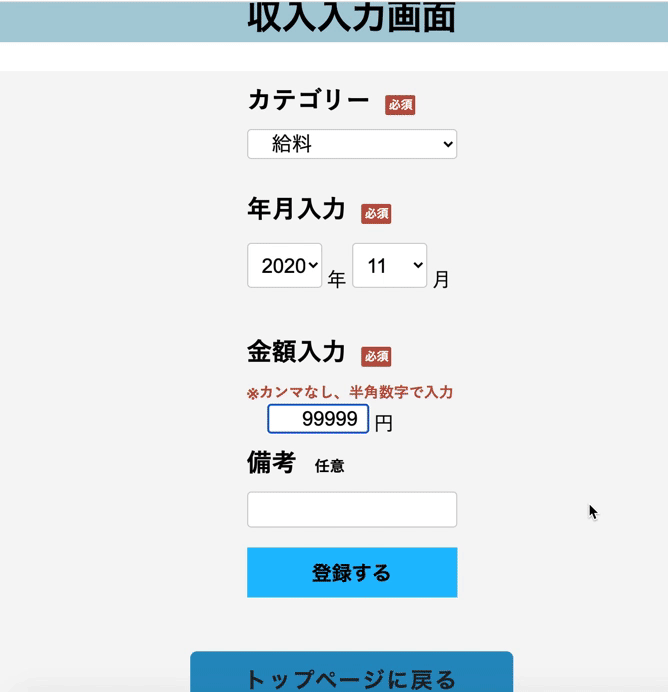 収入入力画面
カテゴリー 必須
給料
年月入力 必須
2020 年 11 月
金額入力 必須
※カンマなし、半角数字で入力
99999 円
備考 任意
登録する
トップページに戻る